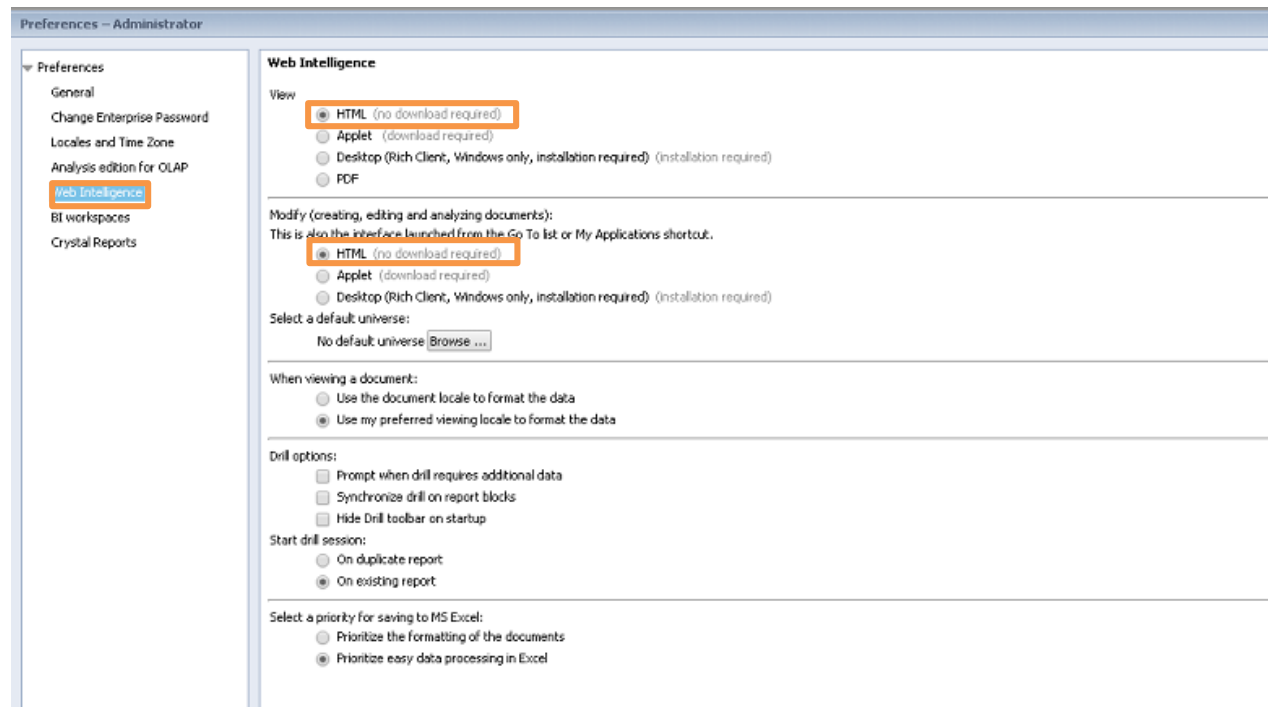 Preferences – Administrator
Preferences
General
Change Enterprise Password
Locales and Time Zone
Analysis edition for OLAP
Web Intelligence
BI workspaces
Crystal Reports
Web Intelligence
View
HTML (no download required)
Applet (download required)
Desktop (Rich Client, Windows only, installation required) (installation required)
PDF
Modify (creating, editing and analyzing documents):
This is also the interface launched from the Go To list or My Applications shortcut.
HTML (no download required)
Applet (download required)
Desktop (Rich Client, Windows only, installation required) (installation required)
Select a default universe:
No default universe Browse ...
When viewing a document:
Use the document locale to format the data
Use my preferred viewing locale to format the data
Drill options:
Prompt when drill requires additional data
Synchronize drill on report blocks
Hide Drill toolbar on startup
Start drill session:
On duplicate report
On existing report
Select a priority for saving to MS Excel:
Prioritize the formatting of the documents
Prioritize easy data processing in Excel